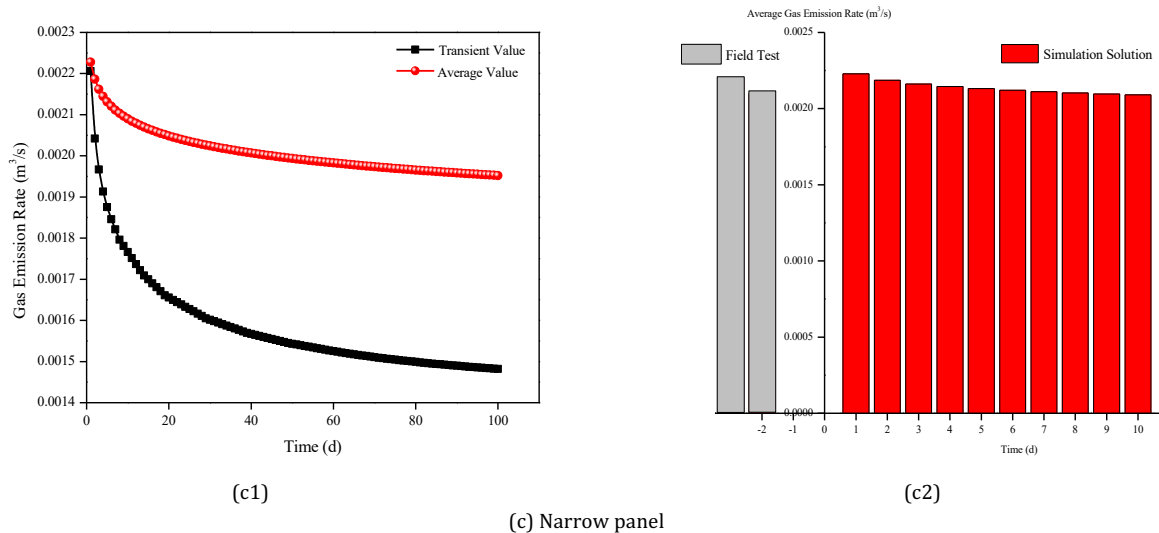 0.0023
0.0022
0.0021
0.0020
0.0019
0.0018
0.0017
0.0016
0.0015
0.0014
Gas Emission Rate (m³/s)
Transient Value
Average Value
0 20 40 60 80 100
Time (d)
(c1)
Average Gas Emission Rate (m³/s)
0.0025
Field Test
Simulation Solution
0.0020
0.0015
0.0010
0.0005
0.0000
-2 -1 0 1 2 3 4 5 6 7 8 9 10
Time (d)
(c2)
(c) Narrow panel